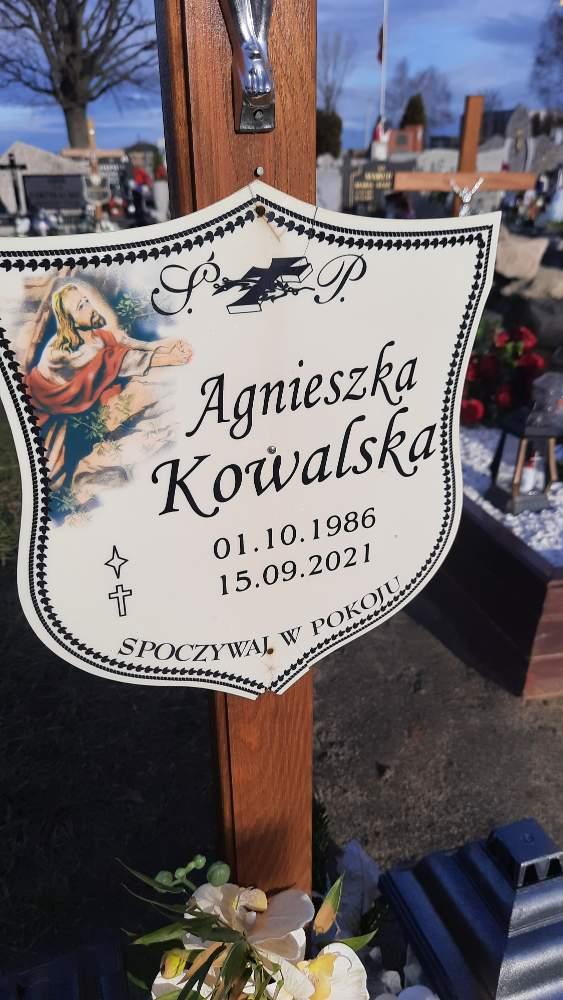 Ś. P.
Agnieszka
Kowalska
01.10.1986
15.09.2021
SPOCZYWAJ W POKOJU